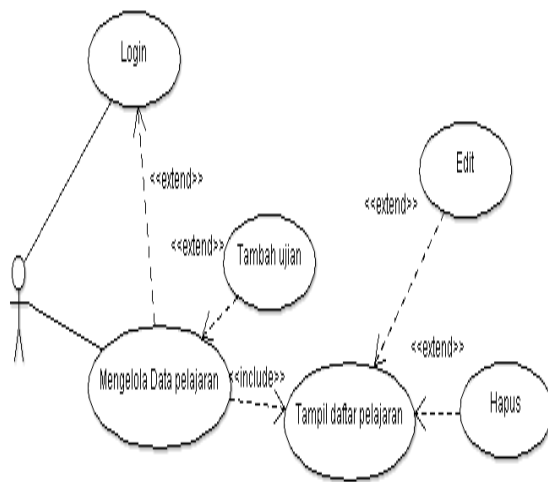 Login
<<extend>>
Edit
<<extend>>
<<extend>>
Tambah ujian
<<extend>>
Mengelola Data pelajaran
<<include>>
Tampil daftar pelajaran
Hapus